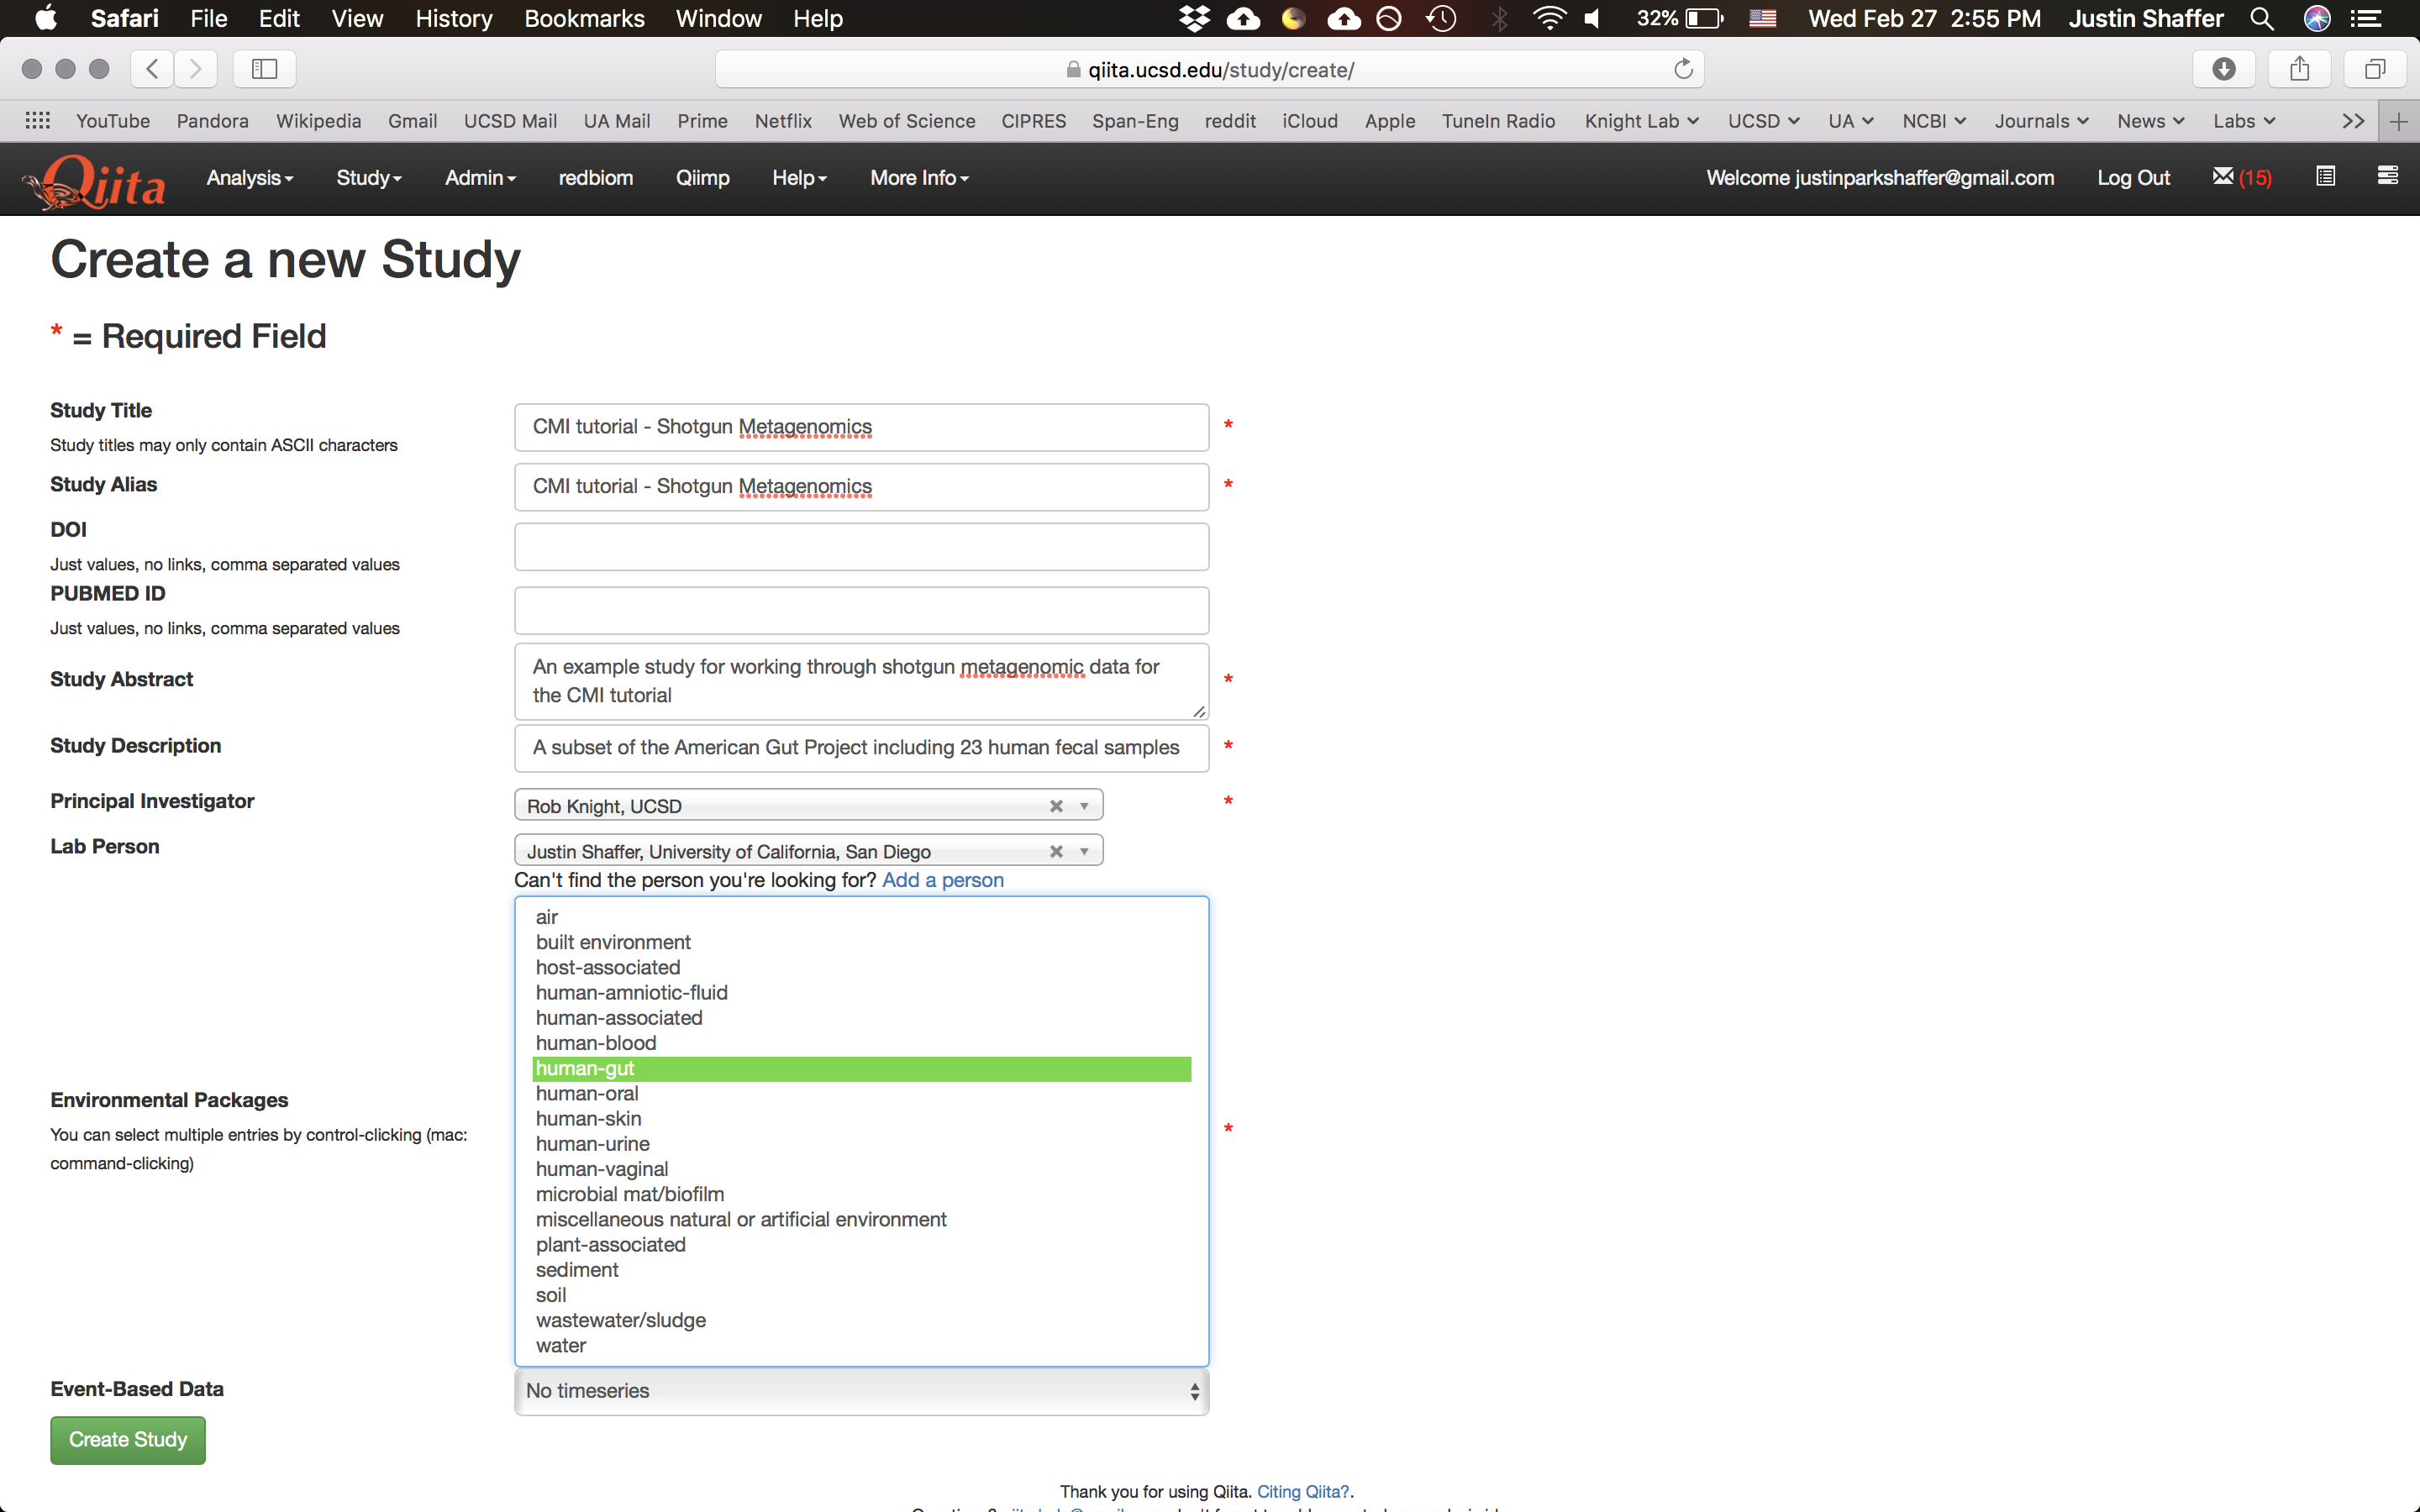 Safari File Edit View History Bookmarks Window Help 32% Wed Feb 27 2:55 PM Justin Shaffer
qiita.ucsd.edu/study/create/
YouTube Pandora Wikipedia Gmail UCSD Mail UA Mail Prime Netflix Web of Science CIPRES Span-Eng reddit iCloud Apple TuneIn Radio Knight Lab UCSD UA NCBI Journals News Labs >> +
Qiita Analysis Study Admin redbiom Qiimp Help More Info Welcome justinparkshaffer@gmail.com Log Out (15)
Create a new Study
* = Required Field
Study Title
CMI tutorial - Shotgun Metagenomics *
Study titles may only contain ASCII characters
Study Alias
CMI tutorial - Shotgun Metagenomics *
DOI
Just values, no links, comma separated values
PUBMED ID
Just values, no links, comma separated values
Study Abstract
An example study for working through shotgun metagenomic data for
the CMI tutorial
*
Study Description
A subset of the American Gut Project including 23 human fecal samples *
Principal Investigator
Rob Knight, UCSD *
Lab Person
Justin Shaffer, University of California, San Diego
Can't find the person you're looking for? Add a person
Environmental Packages
You can select multiple entries by control-clicking (mac:
command-clicking)
air
built environment
host-associated
human-amniotic-fluid
human-associated
human-blood
human-gut
human-oral
human-skin
human-urine
human-vaginal
microbial mat/biofilm
miscellaneous natural or artificial environment
plant-associated
sediment
soil
wastewater/sludge
water
*
Event-Based Data
No timeseries
Create Study
Thank you for using Qiita. Citing Qiita?.